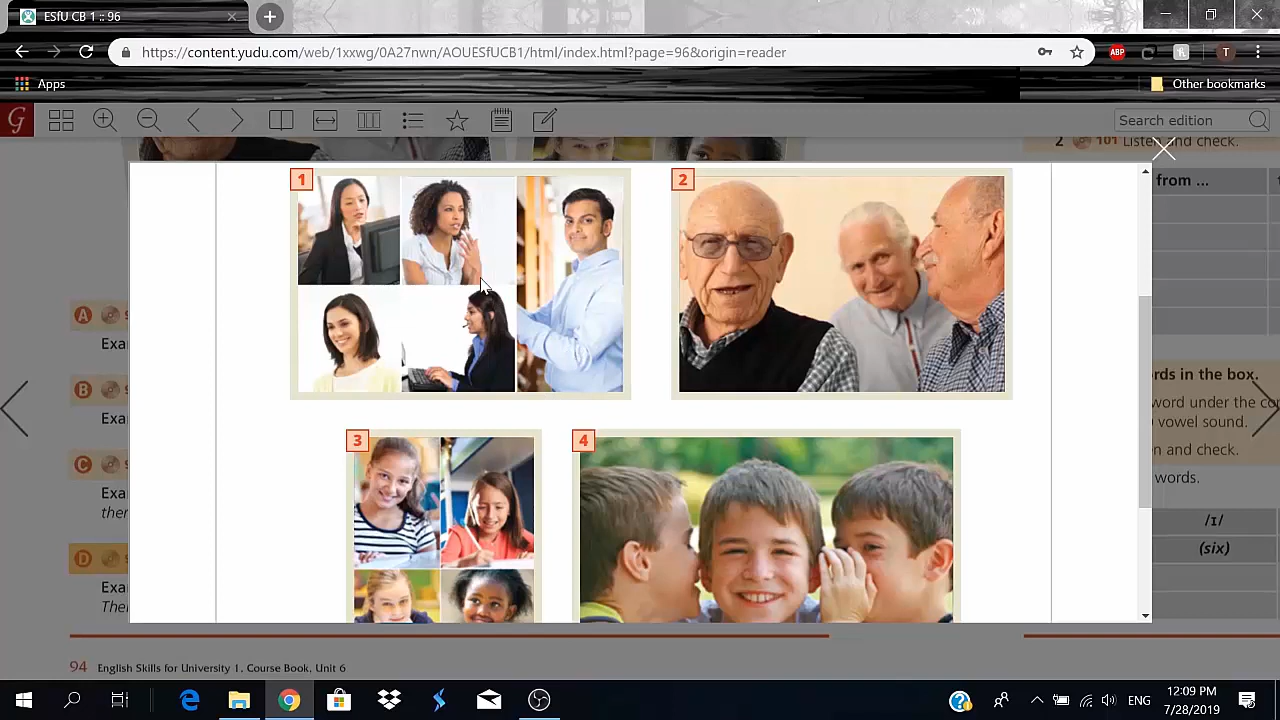 ESfU CB 1 :: 96
https://content.yudu.com/web/1xxwg/0A27nwn/AOUESfUCB1/html/index.html?page=96&origin=reader
ABP
T
Apps
Other bookmarks
G
Search edition
2 101 Listen and check.
from ...
1
2
3
4
A
Exa
B
Exa
C
Exa
ther
D
Exa
Ther
rds in the box.
word under the co
vowel sound.
en and check.
words.
/ɪ/
(six)
94 English Skills for University 1. Course Book, Unit 6
ENG
12:09 PM
7/28/2019